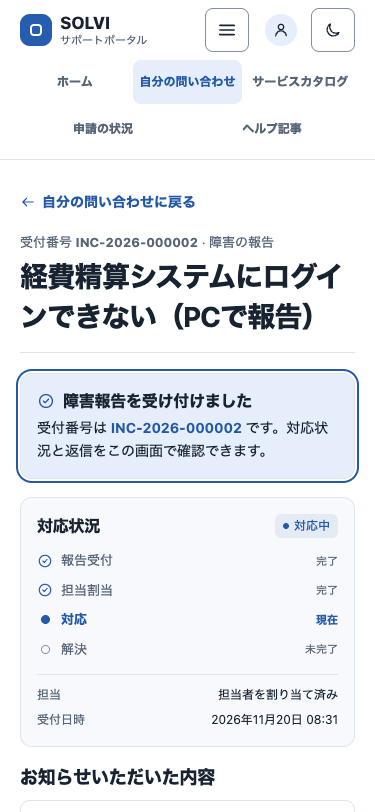 SOLVI
サポートポータル
ホーム
自分の問い合わせ
サービスカタログ
申請の状況
ヘルプ記事
← 自分の問い合わせに戻る
受付番号 INC-2026-000002 · 障害の報告
経費精算システムにログイ
ンできない（PCで報告）
障害報告を受け付けました
受付番号は INC-2026-000002 です。対応状
況と返信をこの画面で確認できます。
対応状況
対応中
報告受付 完了
担当割当 完了
対応 現在
解決 未完了
担当 担当者を割り当て済み
受付日時 2026年11月20日 08:31
お知らせいただいた内容